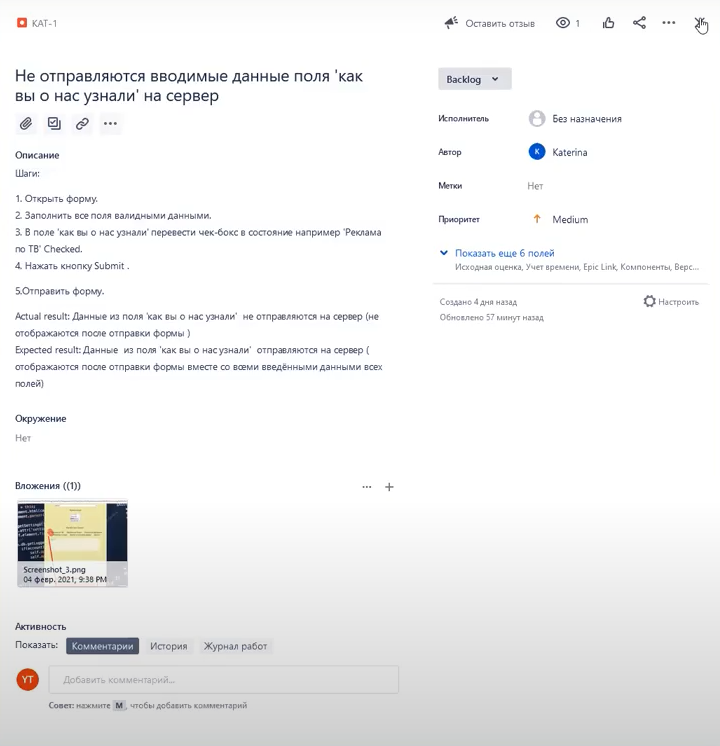 KAT-1
Оставить отзыв
1
Не отправляются вводимые данные поля 'как
вы о нас узнали' на сервер
Backlog
Исполнитель
Без назначения
Автор
K
Katerina
Метки
Нет
Приоритет
Medium
Показать еще 6 полей
Исходная оценка, Учет времени, Epic Link, Компоненты, Верс...
Создано 4 дня назад
Настроить
Обновлено 57 минут назад
Описание
Шаги:
1. Открыть форму.
2. Заполнить все поля валидными данными.
3. В поле 'как вы о нас узнали' перевести чек-бокс в состояние например 'Реклама
по ТВ' Checked.
4. Нажать кнопку Submit .
5.Отправить форму.
Actual result: Данные из поля 'как вы о нас узнали'  не отправляются на сервер (не
отображаются после отправки формы )
Expected result: Данные  из поля 'как вы о нас узнали'  отправляются на сервер (
отображаются после отправки формы вместе со всеми введёнными данными всех
полей)
Окружение
Нет
Вложения ((1))
Screenshot_3.png
04 февр. 2021, 9:38 PM
Активность
Показать:
Комментарии
История
Журнал работ
YT
Добавить комментарий...
Совет: нажмите M , чтобы добавить комментарий